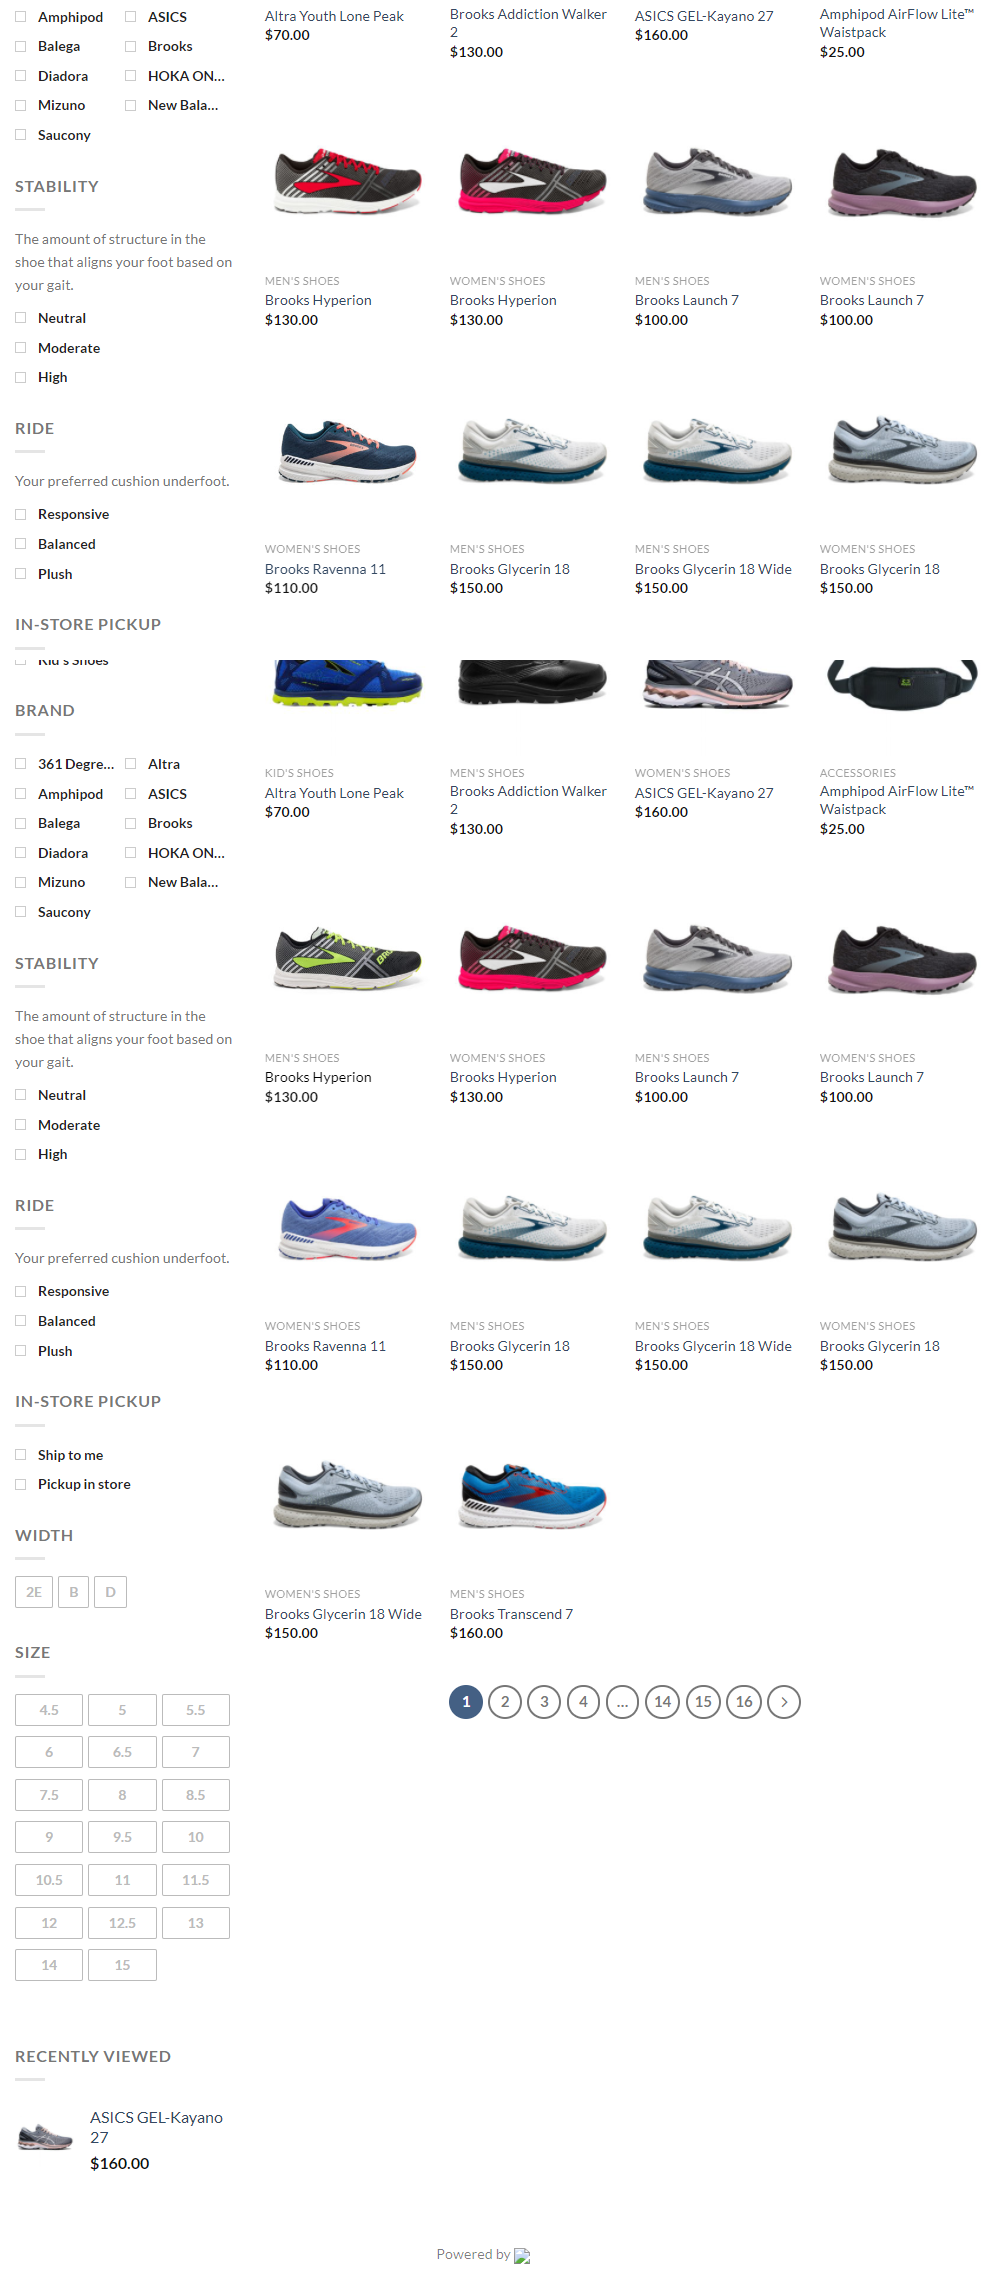 Amphipod ASICS
Balega Brooks
Diadora HOKA ON...
Mizuno New Bala...
Saucony
STABILITY
The amount of structure in the
shoe that aligns your foot based on
your gait.
Neutral
Moderate
High
RIDE
Your preferred cushion underfoot.
Responsive
Balanced
Plush
IN-STORE PICKUP
Altra Youth Lone Peak
$70.00
Brooks Addiction Walker
2
$130.00
ASICS GEL-Kayano 27
$160.00
Amphipod AirFlow Lite™
Waistpack
$25.00
MEN'S SHOES
Brooks Hyperion
$130.00
WOMEN'S SHOES
Brooks Hyperion
$130.00
MEN'S SHOES
Brooks Launch 7
$100.00
WOMEN'S SHOES
Brooks Launch 7
$100.00
WOMEN'S SHOES
Brooks Ravenna 11
$110.00
MEN'S SHOES
Brooks Glycerin 18
$150.00
MEN'S SHOES
Brooks Glycerin 18 Wide
$150.00
WOMEN'S SHOES
Brooks Glycerin 18
$150.00
Kid's Shoes
BRAND
361 Degre... Altra
Amphipod ASICS
Balega Brooks
Diadora HOKA ON...
Mizuno New Bala...
Saucony
STABILITY
The amount of structure in the
shoe that aligns your foot based on
your gait.
Neutral
Moderate
High
RIDE
Your preferred cushion underfoot.
Responsive
Balanced
Plush
IN-STORE PICKUP
Ship to me
Pickup in store
WIDTH
2E B D
SIZE
4.5 5 5.5
6 6.5 7
7.5 8 8.5
9 9.5 10
10.5 11 11.5
12 12.5 13
14 15
RECENTLY VIEWED
ASICS GEL-Kayano
27
$160.00
KID'S SHOES
Altra Youth Lone Peak
$70.00
MEN'S SHOES
Brooks Addiction Walker
2
$130.00
WOMEN'S SHOES
ASICS GEL-Kayano 27
$160.00
ACCESSORIES
Amphipod AirFlow Lite™
Waistpack
$25.00
MEN'S SHOES
Brooks Hyperion
$130.00
WOMEN'S SHOES
Brooks Hyperion
$130.00
MEN'S SHOES
Brooks Launch 7
$100.00
WOMEN'S SHOES
Brooks Launch 7
$100.00
WOMEN'S SHOES
Brooks Ravenna 11
$110.00
MEN'S SHOES
Brooks Glycerin 18
$150.00
MEN'S SHOES
Brooks Glycerin 18 Wide
$150.00
WOMEN'S SHOES
Brooks Glycerin 18
$150.00
WOMEN'S SHOES
Brooks Glycerin 18 Wide
$150.00
MEN'S SHOES
Brooks Transcend 7
$160.00
1 2 3 4 ... 14 15 16
Powered by